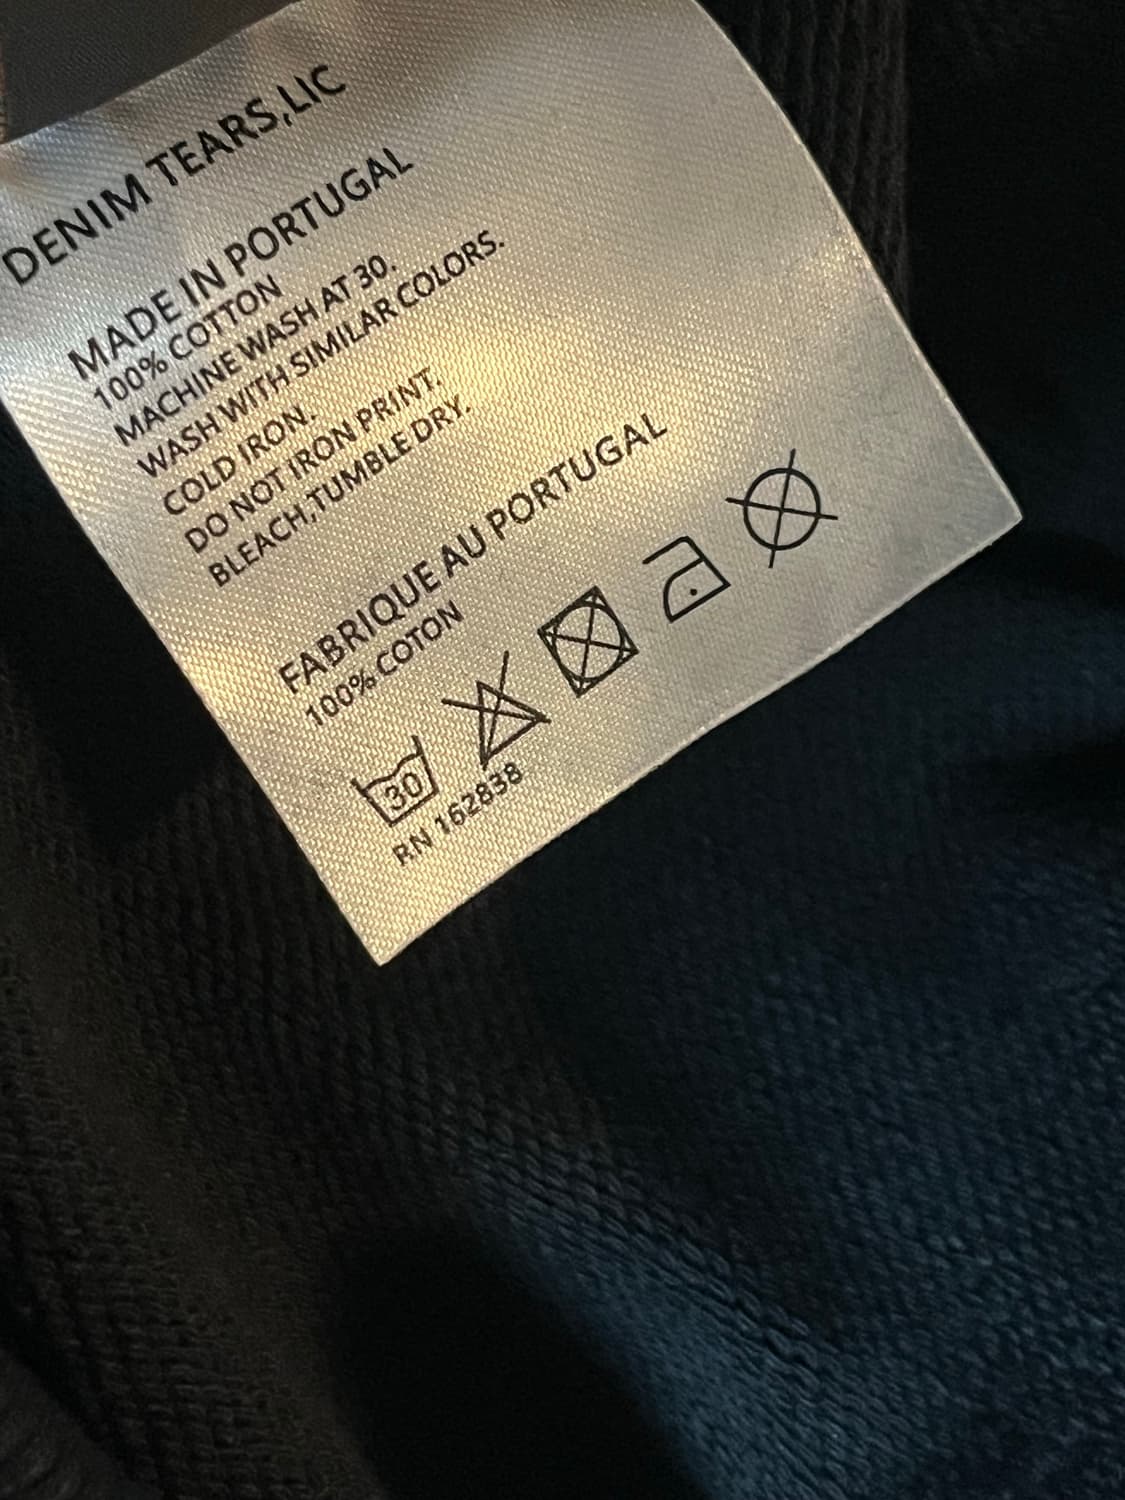 DENIM TEARS,LIC
MADE IN PORTUGAL
100% COTTON
MACHINE WASH AT 30.
WASH WITH SIMILAR COLORS.
COLD IRON.
DO NOT IRON PRINT.
BLEACH,TUMBLE DRY.
FABRIQUE AU PORTUGAL
100% COTON
30
RN 162838